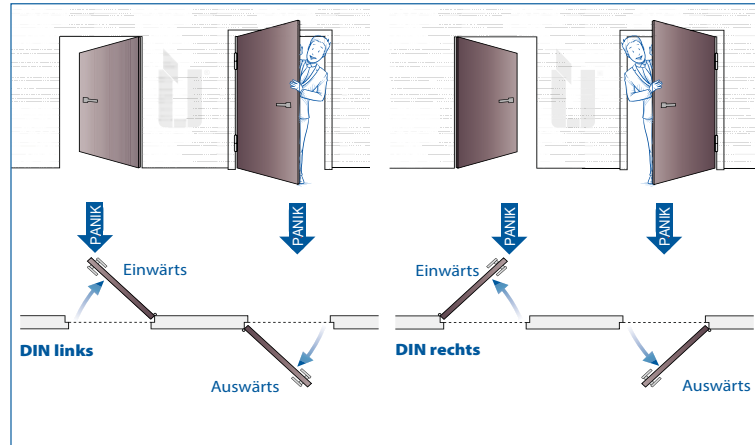 PANIK
PANIK
PANIK
PANIK
Einwärts
Einwärts
DIN links
DIN rechts
Auswärts
Auswärts